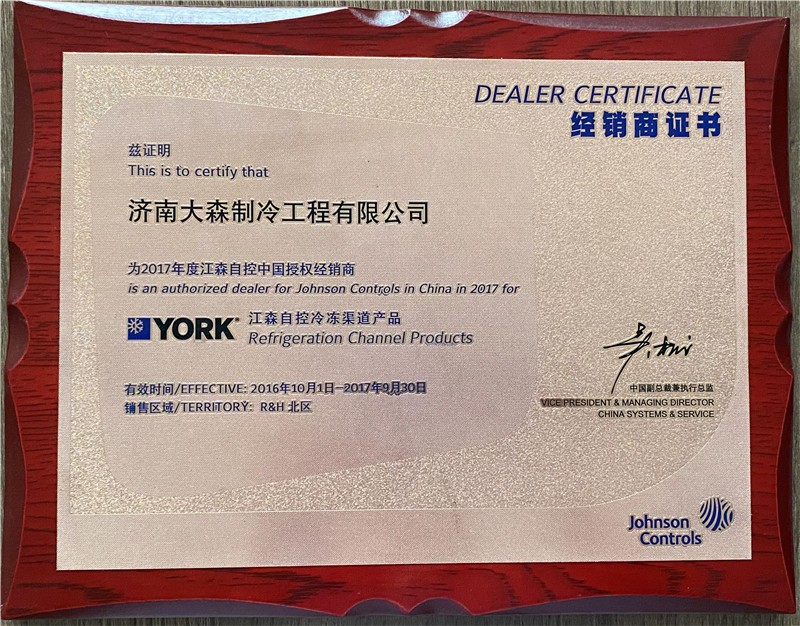 DEALER CERTIFICATE
经销商证书
兹证明
This is to certify that
济南大森制冷工程有限公司
为2017年度江森自控中国授权经销商
is an authorized dealer for Johnson Controls in China in 2017 for
YORK® 江森自控冷冻渠道产品
Refrigeration Channel Products
有效时间/EFFECTIVE: 2016年10月1日—2017年9月30日
销售区域/TERRITORY: R&H 北区
中国副总裁兼执行总监
VICE PRESIDENT & MANAGING DIRECTOR
CHINA SYSTEMS & SERVICE
Johnson
Controls